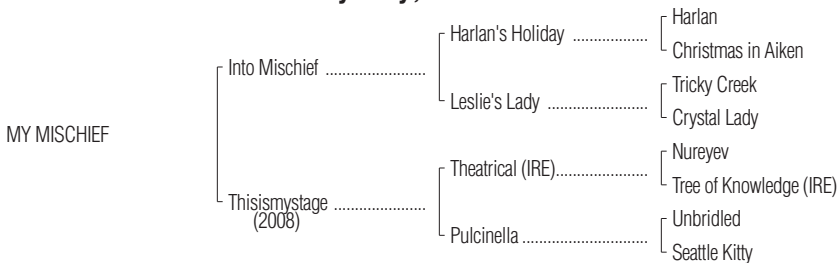 Harlan
Harlan's Holiday .................
Christmas in Aiken
Into Mischief .......................
Tricky Creek
Leslie's Lady .......................
Crystal Lady
MY MISCHIEF
Nureyev
Theatrical (IRE).....................
Tree of Knowledge (IRE)
Thisismystage .....................
(2008)
Unbridled
Pulcinella .............................
Seattle Kitty